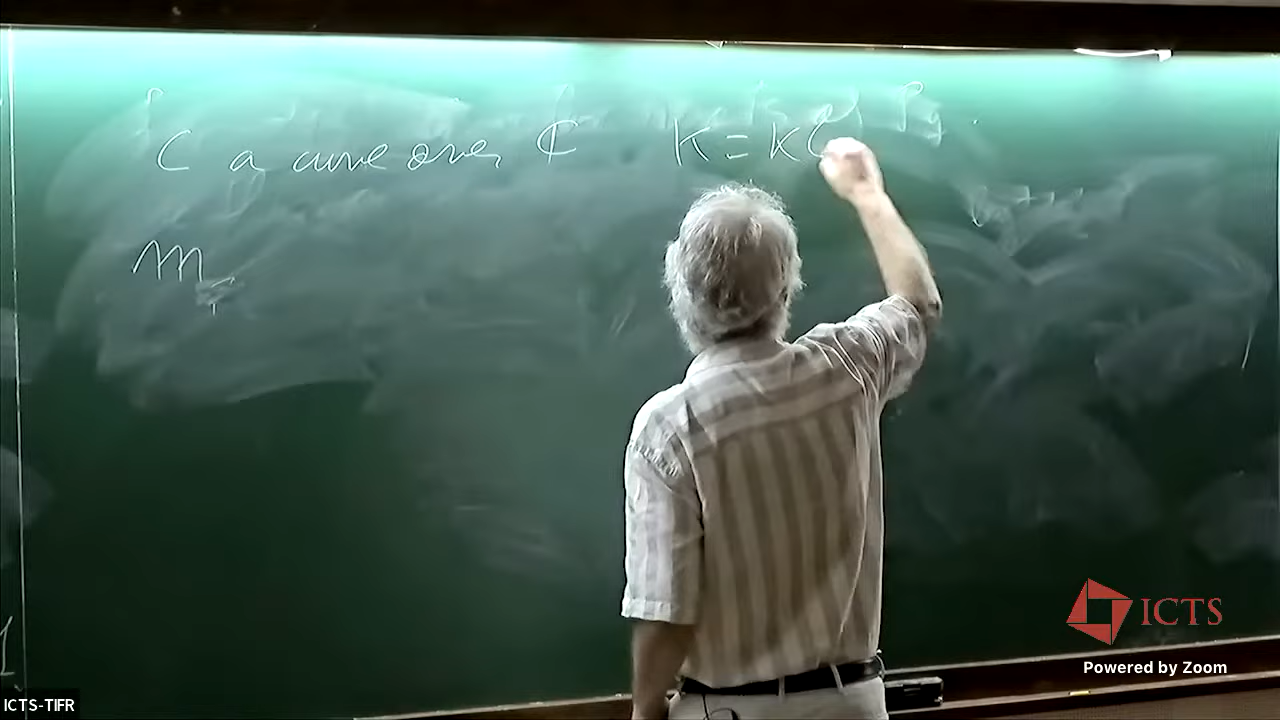 C a curve over ℂ K = K(
m
ICTS
Powered by Zoom
ICTS-TIFR